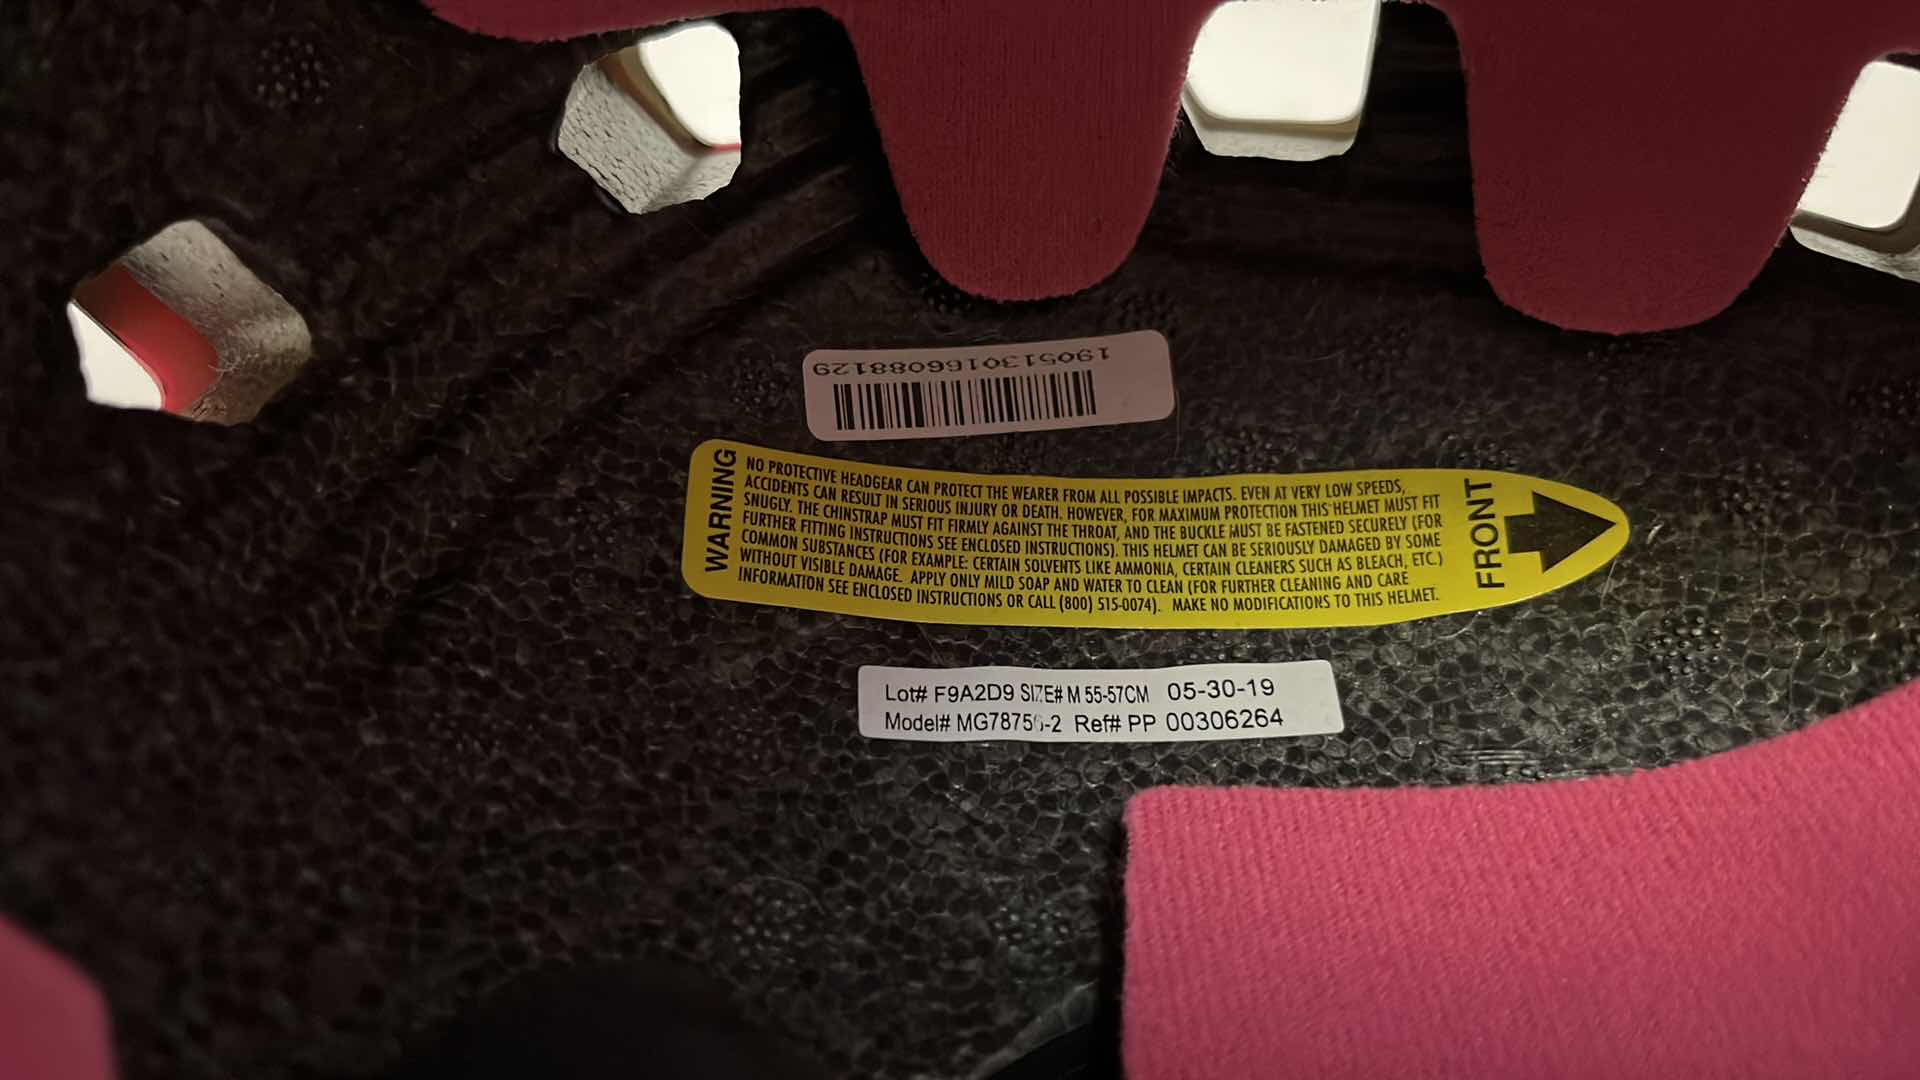 1905130166088129
WARNING
NO PROTECTIVE HEADGEAR CAN PROTECT THE WEARER FROM ALL POSSIBLE IMPACTS. EVEN AT VERY LOW SPEEDS,
ACCIDENTS CAN RESULT IN SERIOUS INJURY OR DEATH. HOWEVER, FOR MAXIMUM PROTECTION THIS HELMET MUST FIT
SNUGLY. THE CHINSTRAP MUST FIT FIRMLY AGAINST THE THROAT, AND THE BUCKLE MUST BE FASTENED SECURELY (FOR
FURTHER FITTING INSTRUCTIONS SEE ENCLOSED INSTRUCTIONS). THIS HELMET CAN BE SERIOUSLY DAMAGED BY SOME
COMMON SUBSTANCES (FOR EXAMPLE: CERTAIN SOLVENTS LIKE AMMONIA, CERTAIN CLEANERS SUCH AS BLEACH, ETC.)
WITHOUT VISIBLE DAMAGE. APPLY ONLY MILD SOAP AND WATER TO CLEAN (FOR FURTHER CLEANING AND CARE
INFORMATION SEE ENCLOSED INSTRUCTIONS OR CALL (800) 515-0074). MAKE NO MODIFICATIONS TO THIS HELMET.
FRONT
Lot# F9A2D9 SIZE# M 55-57CM 05-30-19
Model# Ref# PP 00306264